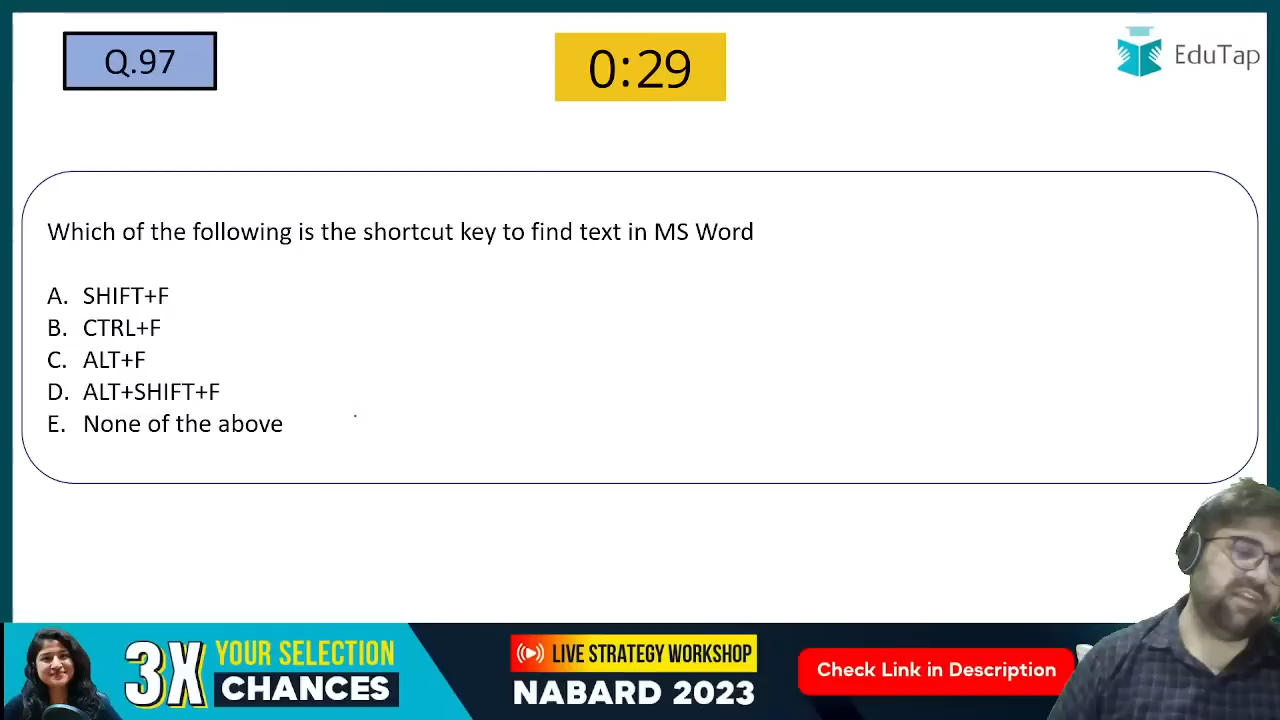 Q.97
0:29
EduTap
Which of the following is the shortcut key to find text in MS Word
A. SHIFT+F
B. CTRL+F
C. ALT+F
D. ALT+SHIFT+F
E. None of the above
3X YOUR SELECTION CHANCES
LIVE STRATEGY WORKSHOP
NABARD 2023
Check Link in Description